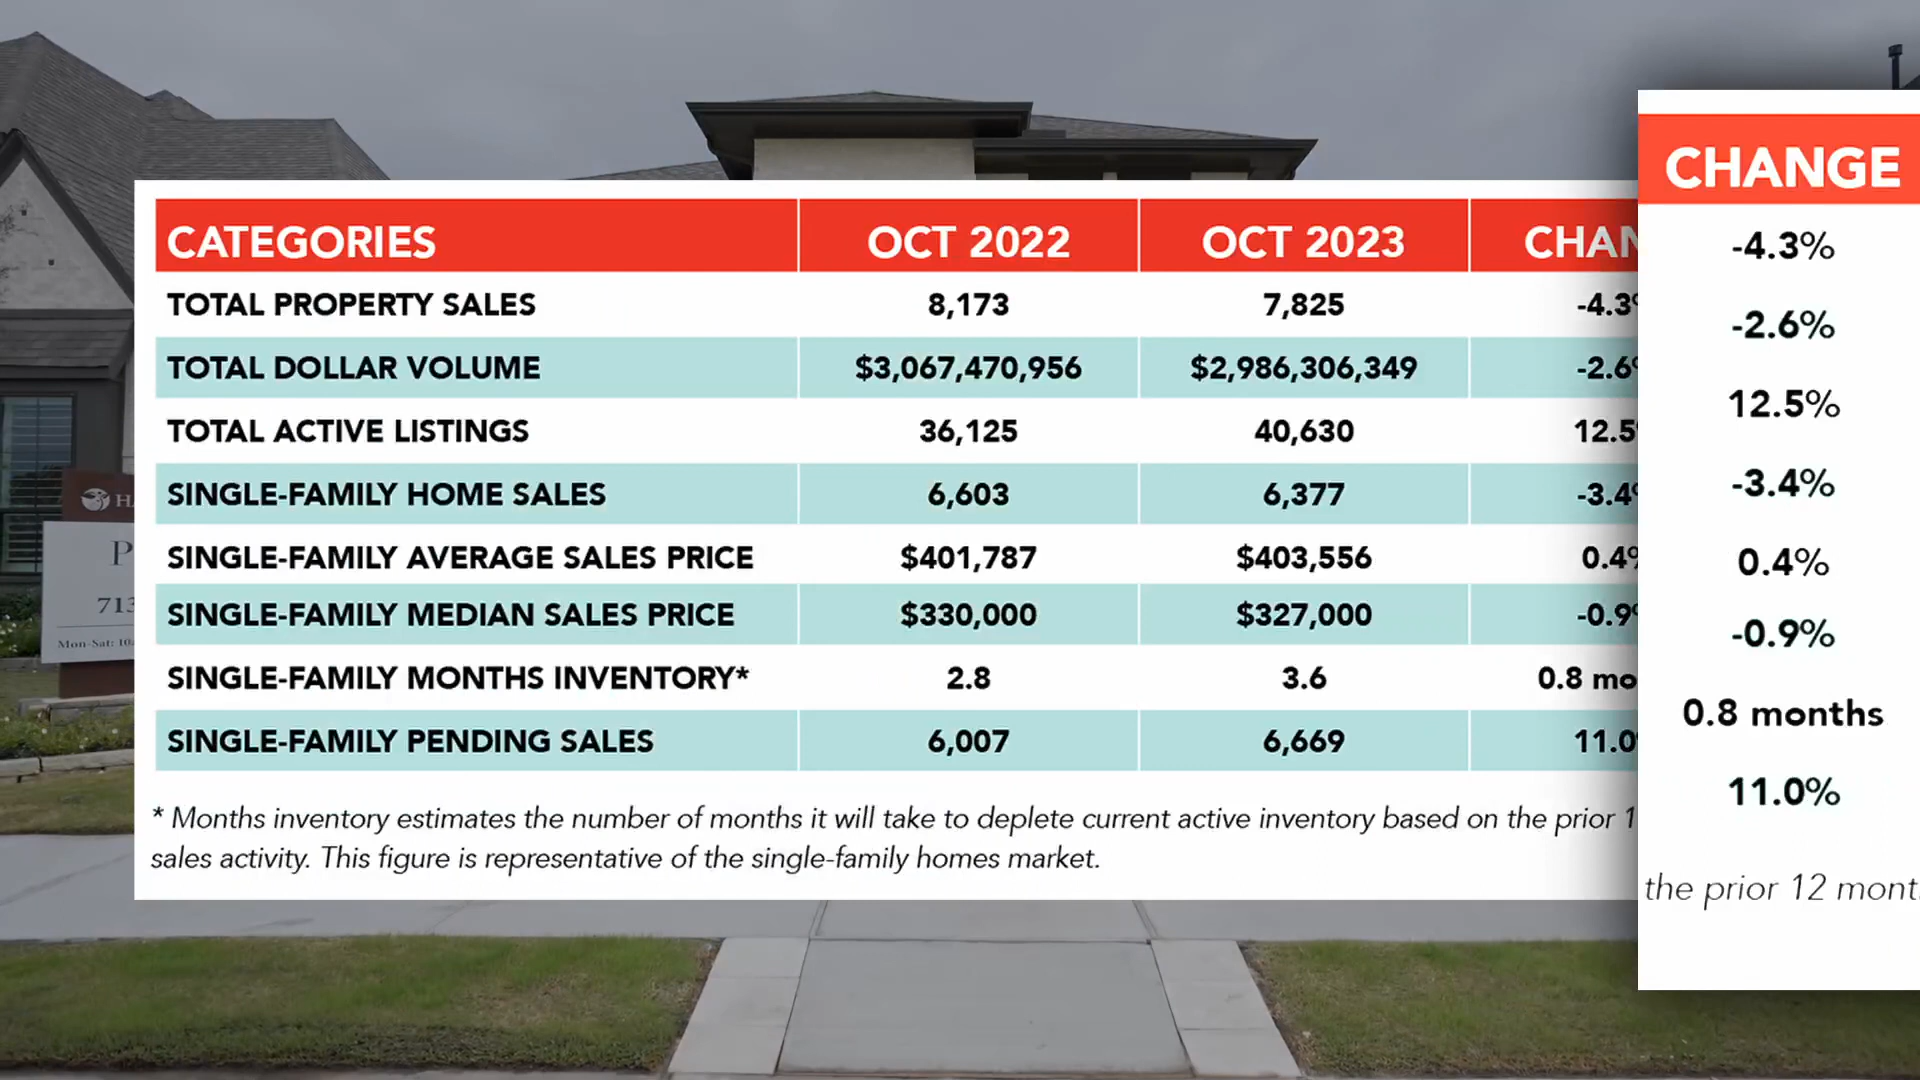 CATEGORIES OCT 2022 OCT 2023 CHAN
TOTAL PROPERTY SALES 8,173 7,825 -4.3
TOTAL DOLLAR VOLUME $3,067,470,956 $2,986,306,349 -2.6
TOTAL ACTIVE LISTINGS 36,125 40,630 12.5
SINGLE-FAMILY HOME SALES 6,603 6,377 -3.4
SINGLE-FAMILY AVERAGE SALES PRICE $401,787 $403,556 0.4
SINGLE-FAMILY MEDIAN SALES PRICE $330,000 $327,000 -0.9
SINGLE-FAMILY MONTHS INVENTORY* 2.8 3.6 0.8 mo
SINGLE-FAMILY PENDING SALES 6,007 6,669 11.0
* Months inventory estimates the number of months it will take to deplete current active inventory based on the prior 1
sales activity. This figure is representative of the single-family homes market.
CHANGE
-4.3%
-2.6%
12.5%
-3.4%
0.4%
-0.9%
0.8 months
11.0%
the prior 12 mont
H
P
713
Mon-Sat: 10